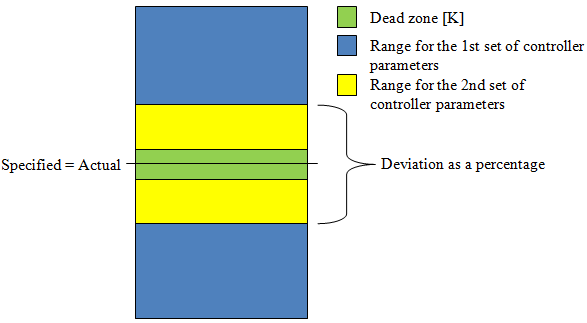 Dead zone [K]
Range for the 1st set of controller
parameters
Range for the 2nd set of
controller parameters
Specified = Actual
Deviation as a percentage